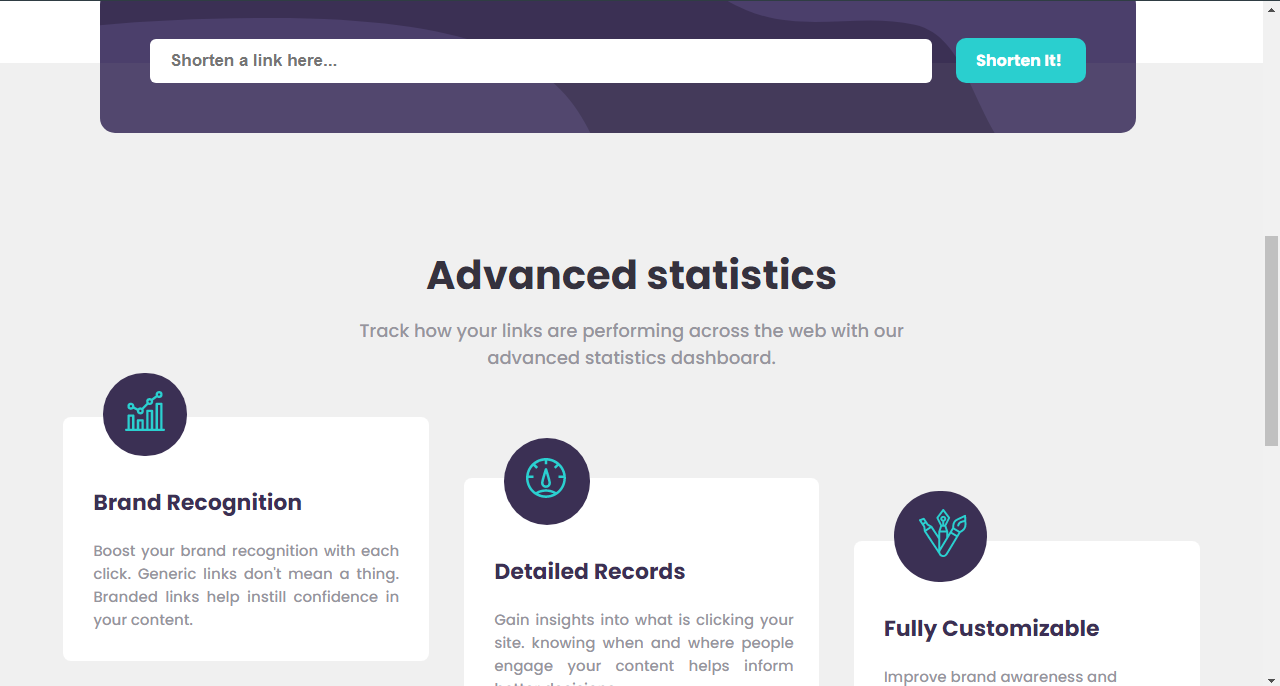 Shorten a link here...
Shorten It!
Advanced statistics
Track how your links are performing across the web with our
advanced statistics dashboard.
Brand Recognition
Boost your brand recognition with each
click. Generic links don't mean a thing.
Branded links help instill confidence in
your content.
Detailed Records
Gain insights into what is clicking your
site. knowing when and where people
engage your content helps inform
better decisions.
Fully Customizable
Improve brand awareness and